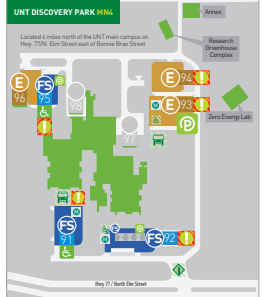 UNT DISCOVERY PARK MN4
Annex
Located 4 miles north of the UNT main campus on
Hwy. 77/N. Elm Street east of Bonnie Brae Street
Research
Greenhouse
Complex
E 94
E 96
FS 95
P
98
E 93
P
97
Zero Energy Lab
FS 91
FS 92
Hwy 77 / North Elm Street